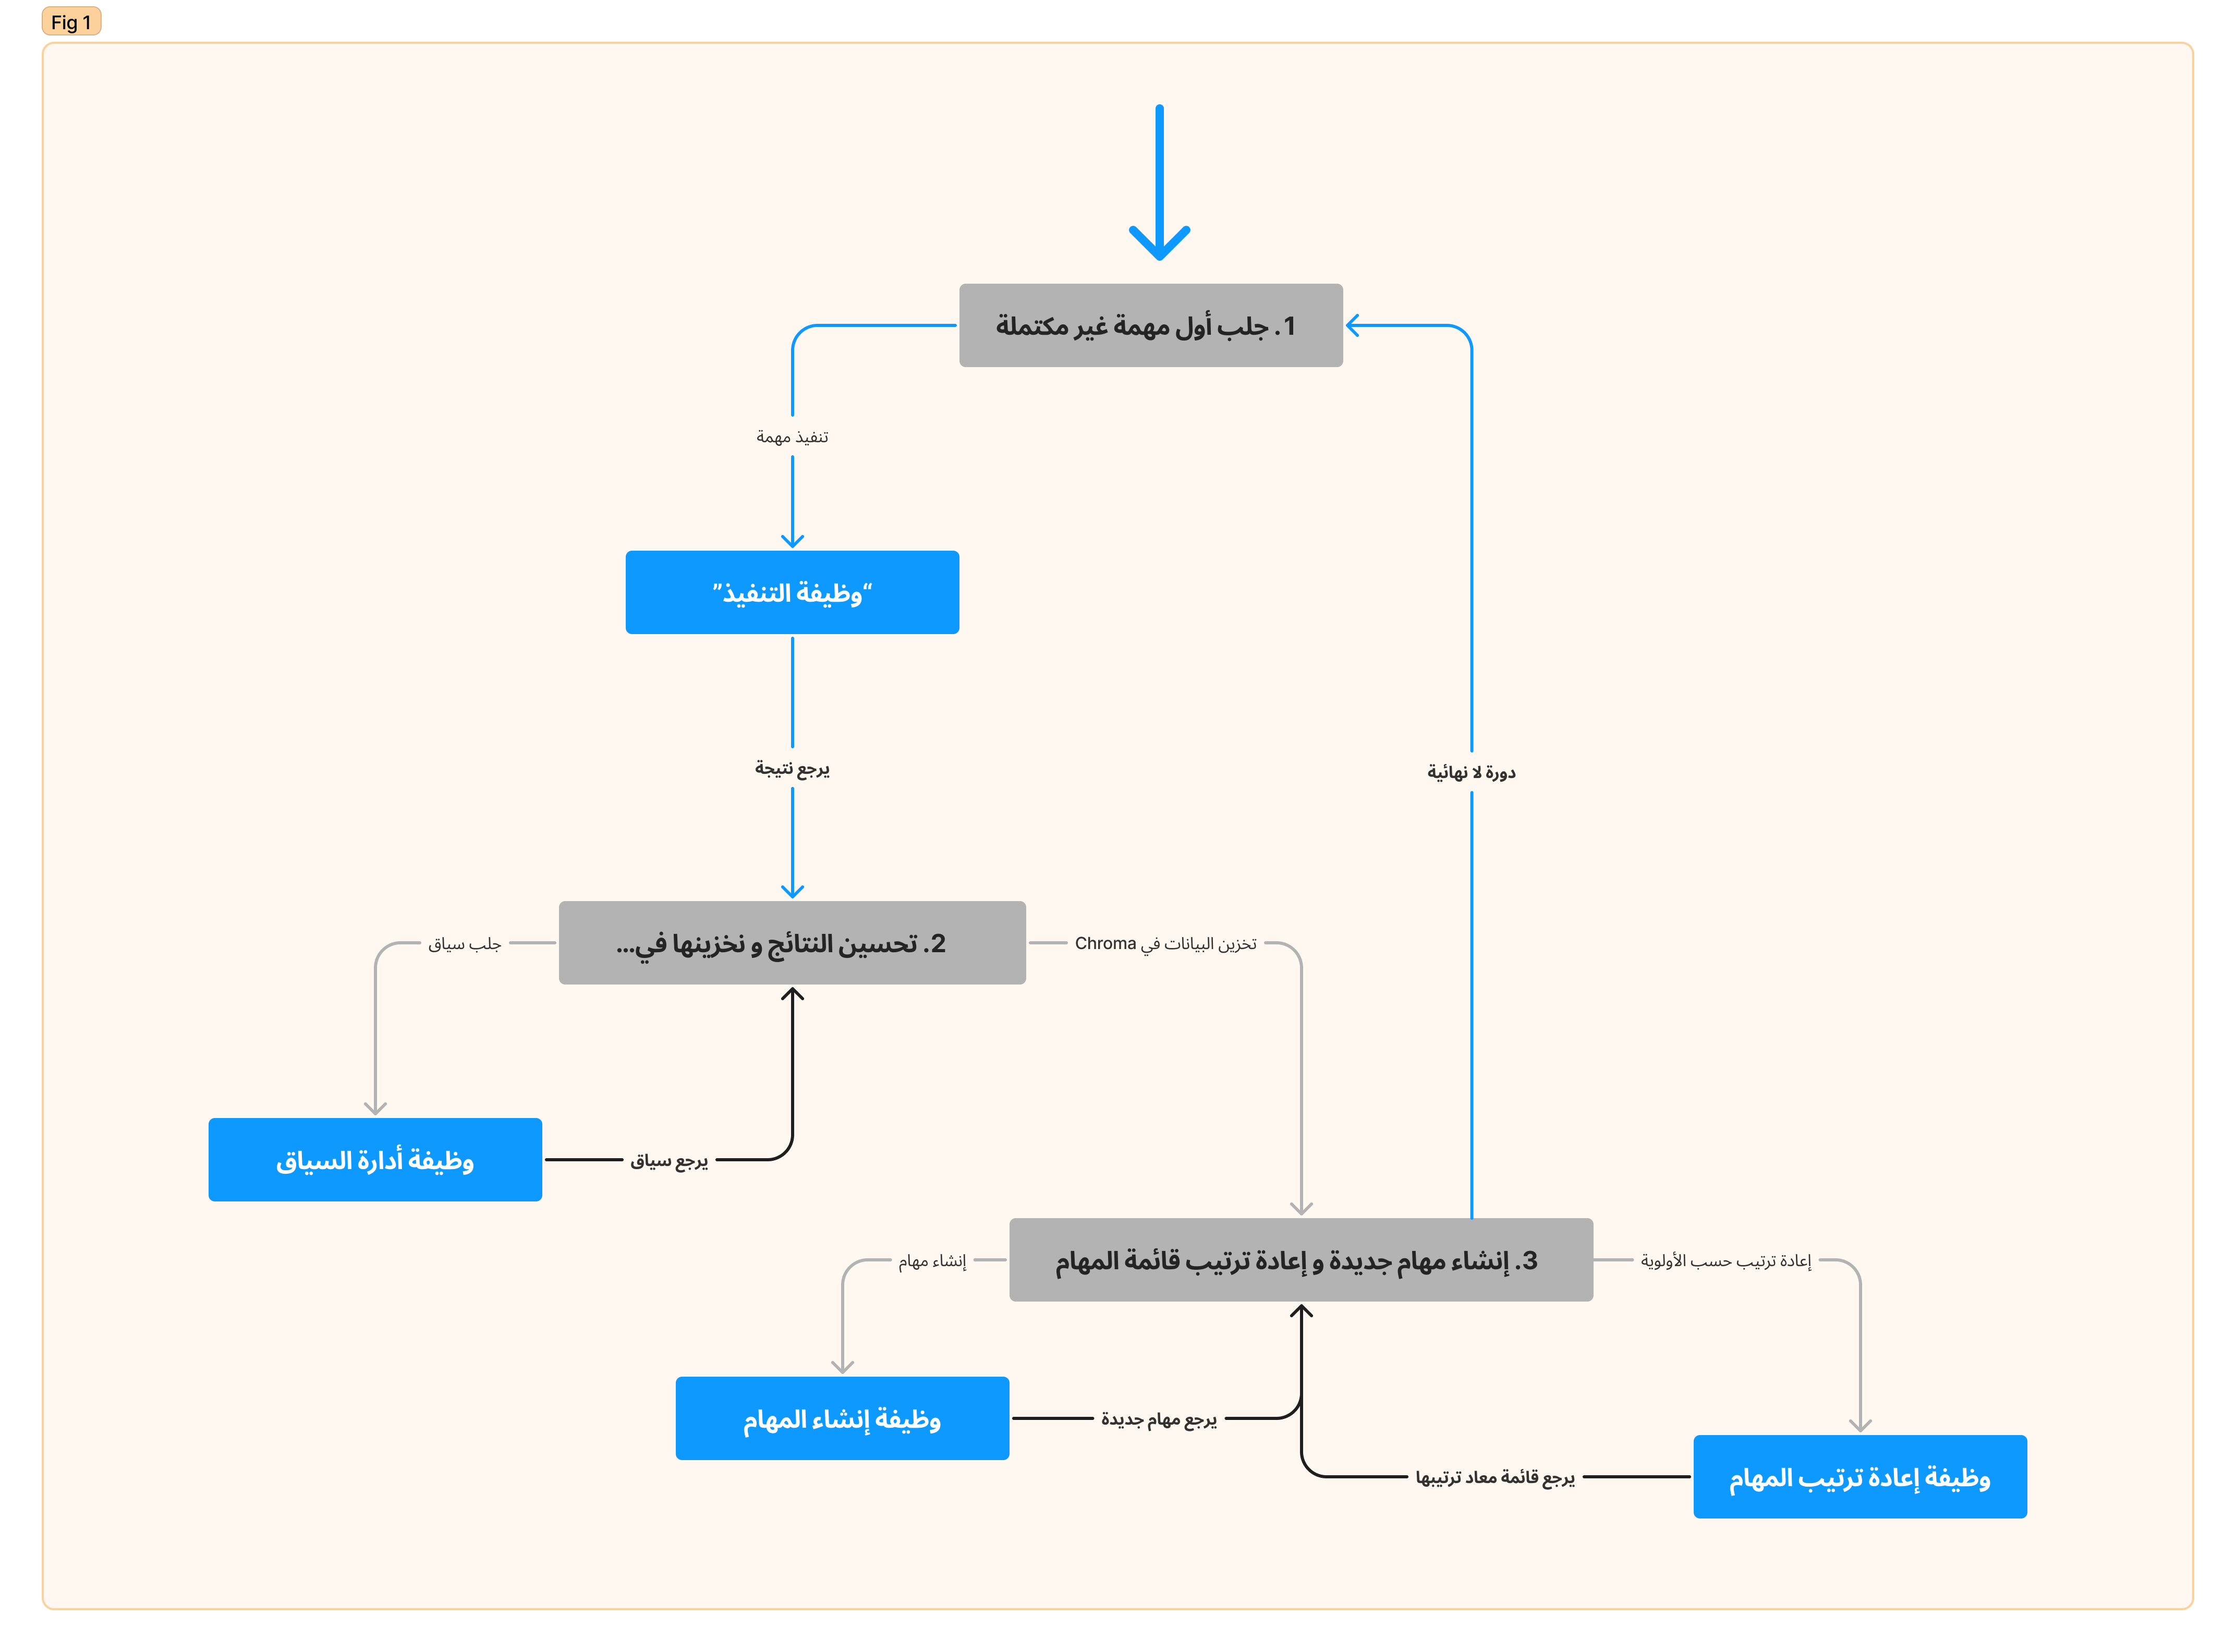 Fig 1
1. جلب أول مهمة غير مكتملة
تنفيذ مهمة
“وظيفة التنفيذ”
يرجع نتيجة
دورة لا نهائية
جلب سياق
2. تحسين النتائج و نخزينها في...
تخزين البيانات في Chroma
وظيفة أدارة السياق
يرجع سياق
إنشاء مهام
3. إنشاء مهام جديدة و إعادة ترتيب قائمة المهام
إعادة ترتيب حسب الأولوية
وظيفة إنشاء المهام
يرجع مهام جديدة
يرجع قائمة معاد ترتيبها
وظيفة إعادة ترتيب المهام